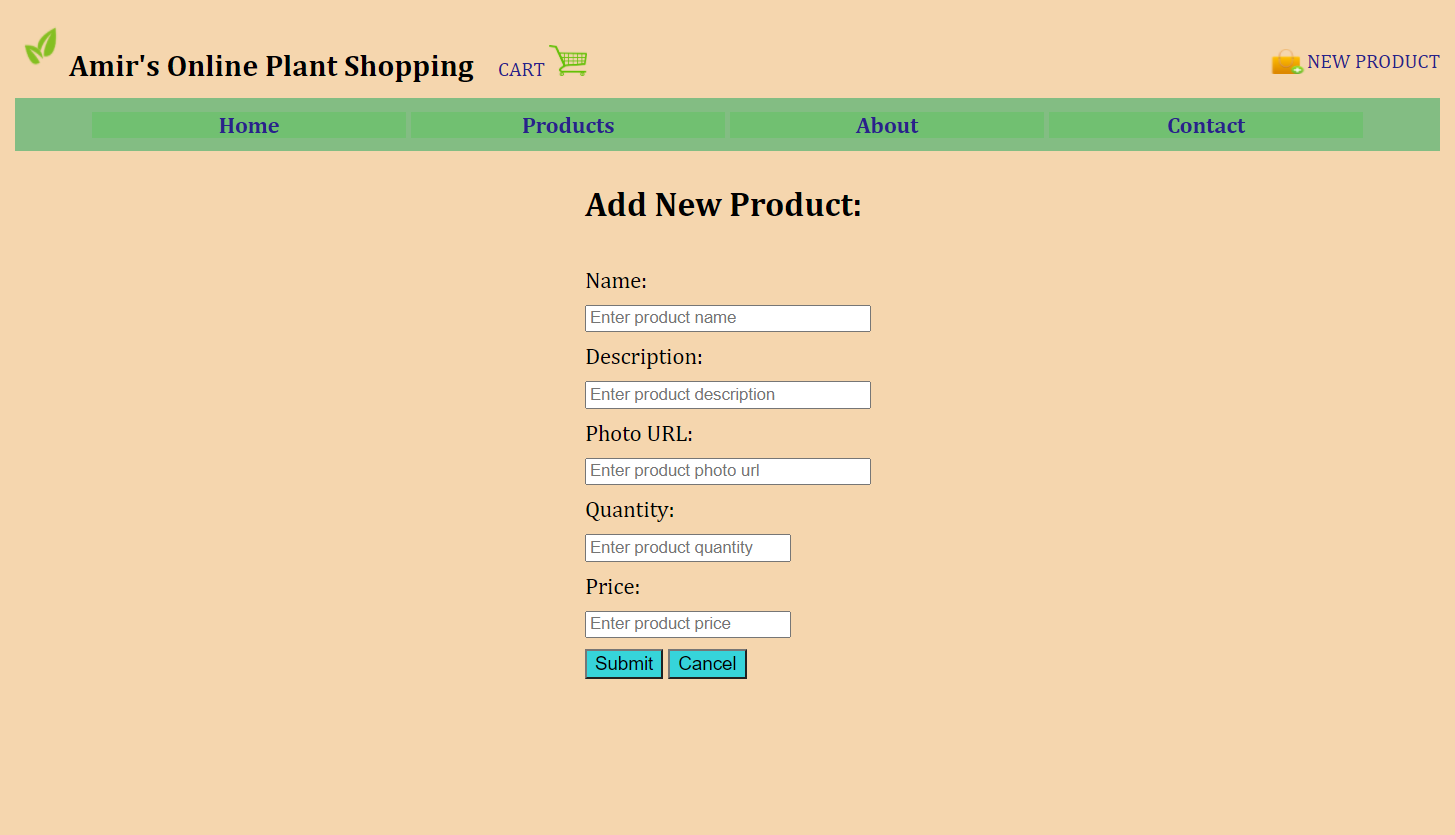 Amir's Online Plant Shopping CART NEW PRODUCT
Home Products About Contact
Add New Product:
Name:
Enter product name
Description:
Enter product description
Photo URL:
Enter product photo url
Quantity:
Enter product quantity
Price:
Enter product price
Submit Cancel